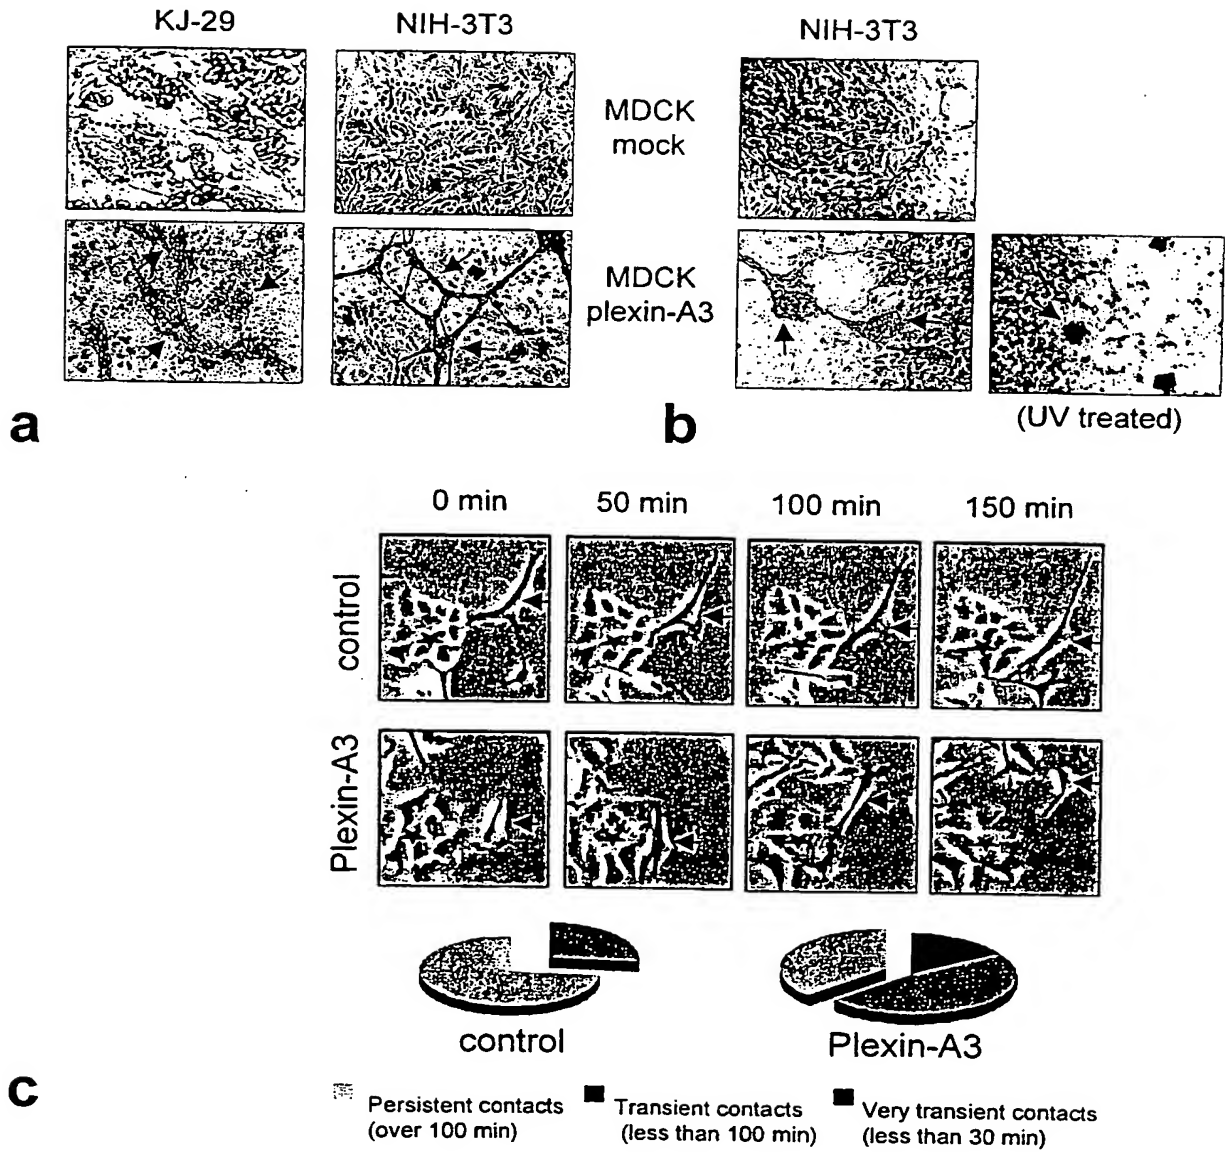 KJ-29
NIH-3T3
NIH-3T3
MDCK
mock
MDCK
plexin-A3
a
b
(UV treated)
0 min
50 min
100 min
150 min
control
Plexin-A3
control
Plexin-A3
c
Persistent contacts
(over 100 min)
Transient contacts
(less than 100 min)
Very transient contacts
(less than 30 min)